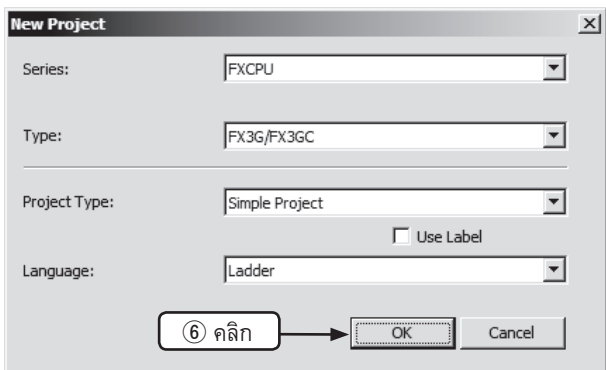 New Project
Series:
FXCPU
Type:
FX3G/FX3GC
Project Type:
Simple Project
Use Label
Language:
Ladder
⑥ คลิก
OK
Cancel